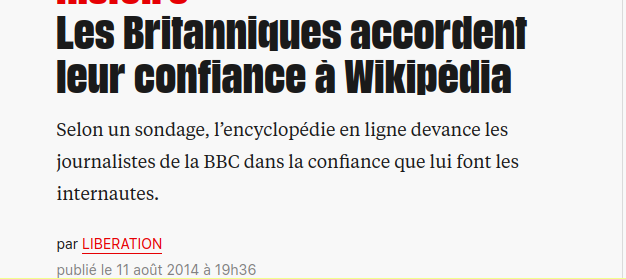 Les Britanniques accordent
leur confiance à Wikipédia
Selon un sondage, l'encyclopédie en ligne devance les
journalistes de la BBC dans la confiance que lui font les
internautes.
par LIBERATION
publié le 11 août 2014 à 19h36